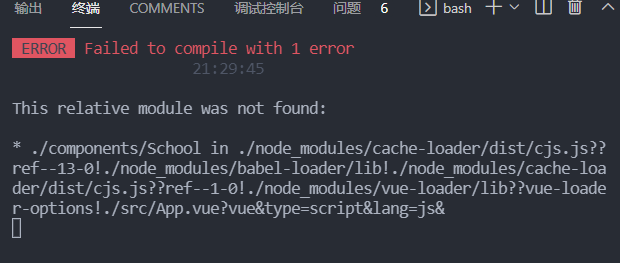 输出 终端 COMMENTS 调试控制台 问题 6 bash
ERROR Failed to compile with 1 error
21:29:45
This relative module was not found:
* ./components/School in ./node_modules/cache-loader/dist/cjs.js??
ref--13-0!./node_modules/babel-loader/lib!./node_modules/cache-loa
der/dist/cjs.js??ref--1-0!./node_modules/vue-loader/lib??vue-loade
r-options!./src/App.vue?vue&type=script&lang=js&